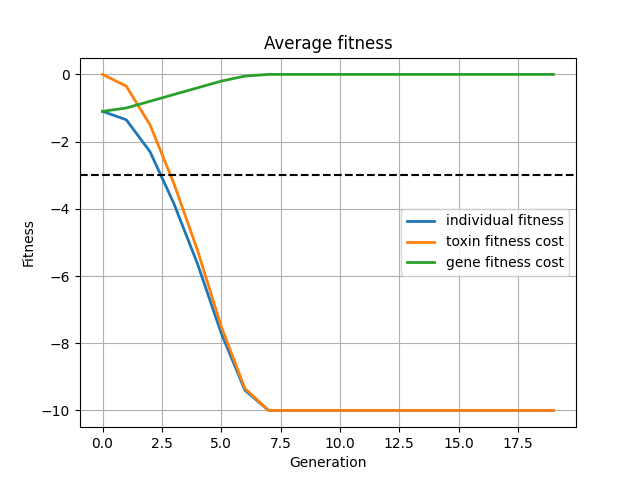 Average fitness
0
−2
−4
−6
−8
−10
Fitness
individual fitness
toxin fitness cost
gene fitness cost
0.0 2.5 5.0 7.5 10.0 12.5 15.0 17.5
Generation